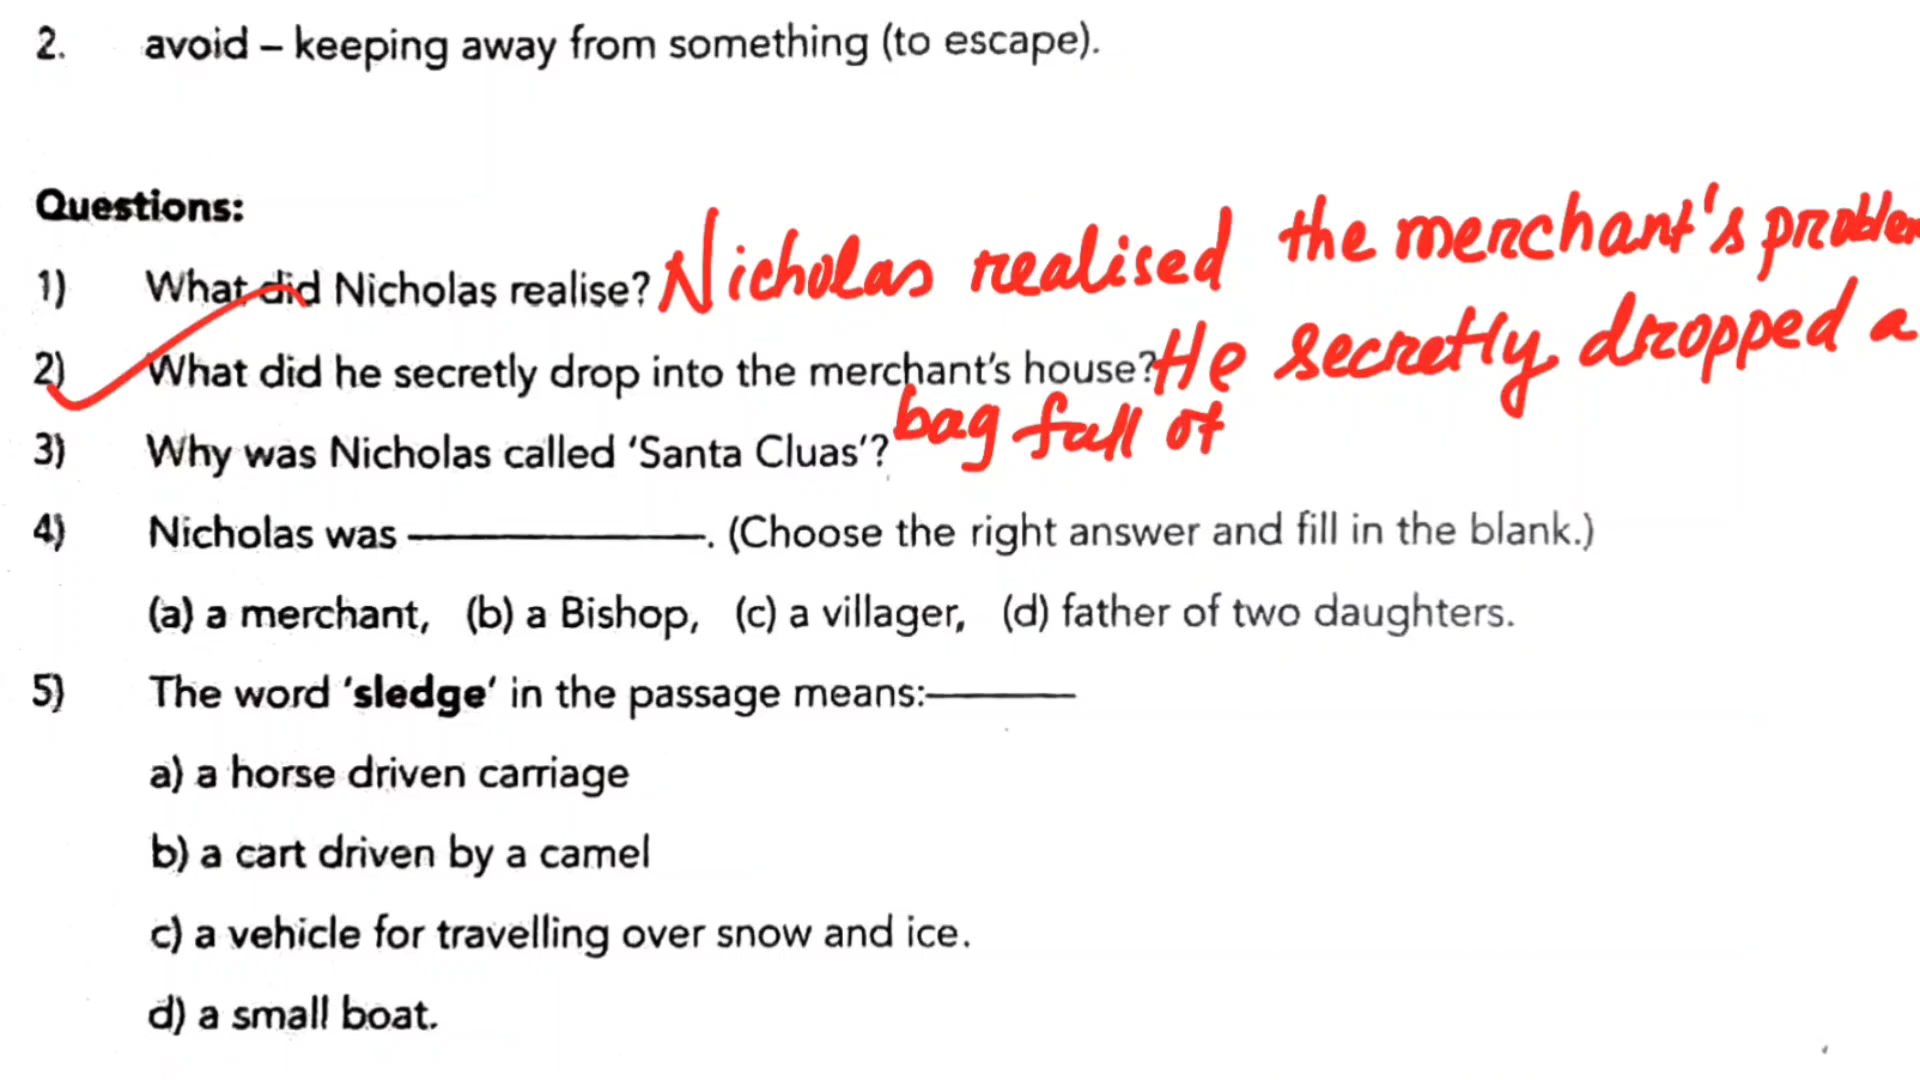 2. avoid – keeping away from something (to escape).
Questions:
1) What did Nicholas realise? Nicholas realised the merchant's problem
2) What did he secretly drop into the merchant's house? He secretly dropped a
bag full of
3) Why was Nicholas called ‘Santa Cluas’?
4) Nicholas was ————. (Choose the right answer and fill in the blank.)
(a) a merchant, (b) a Bishop, (c) a villager, (d) father of two daughters.
5) The word ‘sledge’ in the passage means:———
a) a horse driven carriage
b) a cart driven by a camel
c) a vehicle for travelling over snow and ice.
d) a small boat.